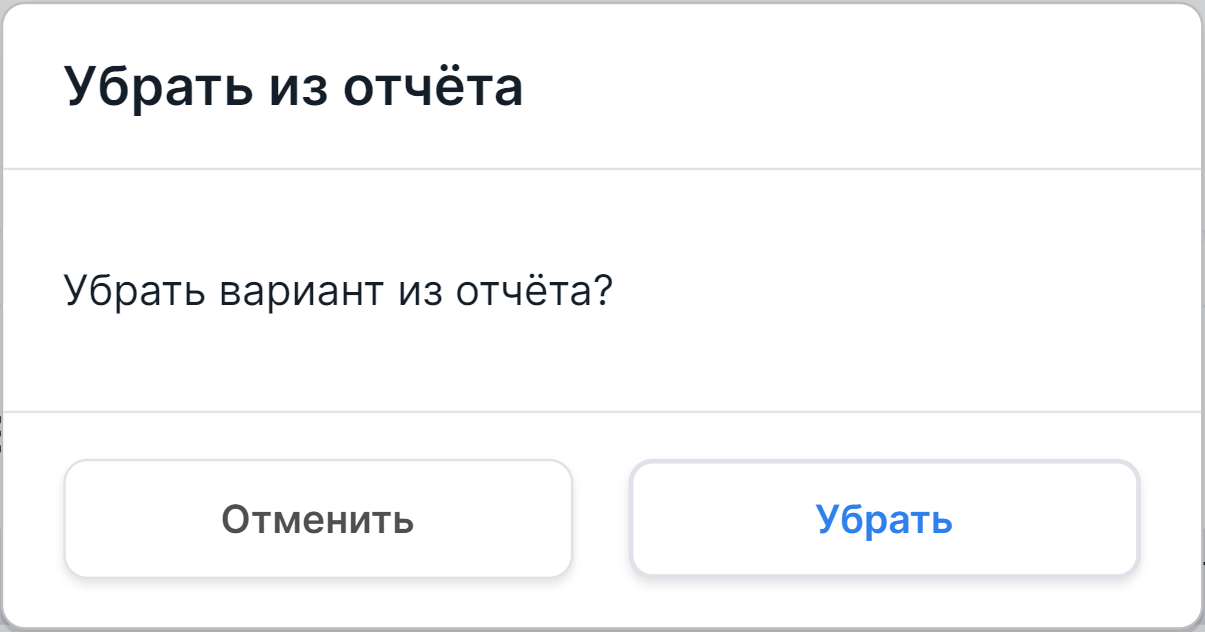 Убрать из отчёта
Убрать вариант из отчёта?
Отменить
Убрать